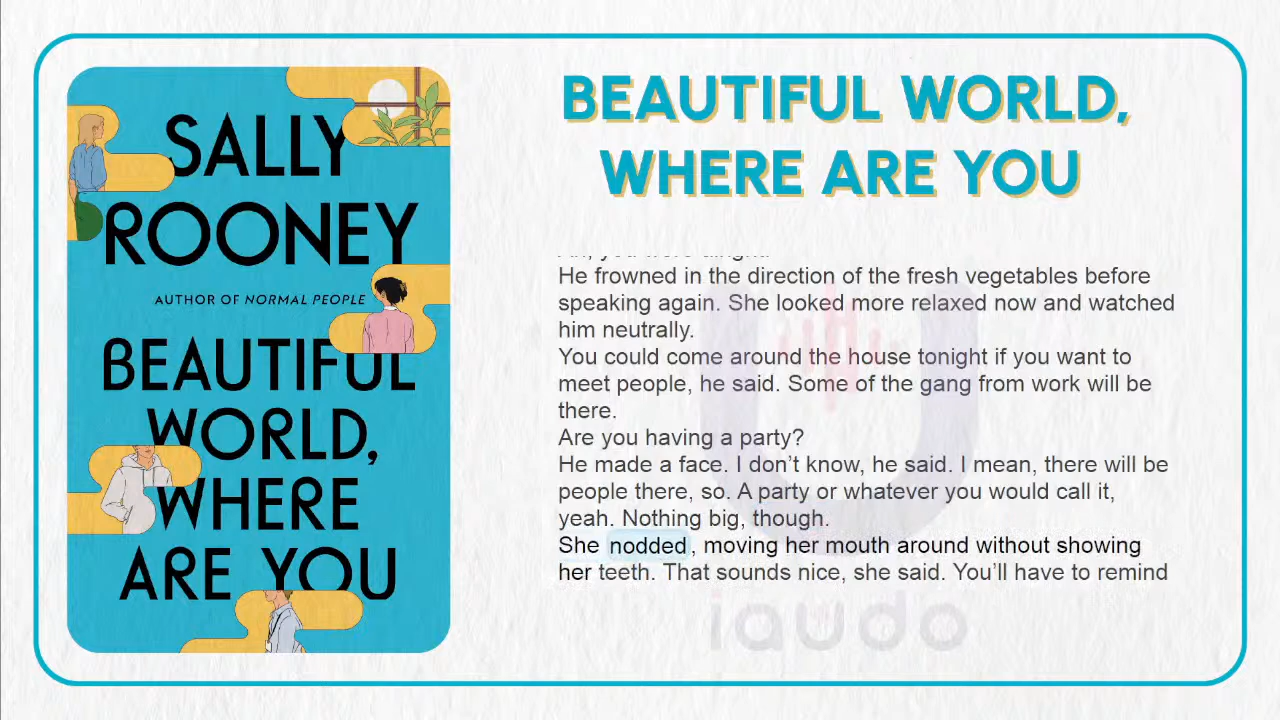 SALLY
ROONEY
AUTHOR OF NORMAL PEOPLE
BEAUTIFUL
WORLD,
WHERE
ARE YOU
BEAUTIFUL WORLD,
WHERE ARE YOU
He frowned in the direction of the fresh vegetables before
speaking again. She looked more relaxed now and watched
him neutrally.
You could come around the house tonight if you want to
meet people, he said. Some of the gang from work will be
there.
Are you having a party?
He made a face. I don’t know, he said. I mean, there will be
people there, so. A party or whatever you would call it,
yeah. Nothing big, though.
She nodded, moving her mouth around without showing
her teeth. That sounds nice, she said. You’ll have to remind
iaudo